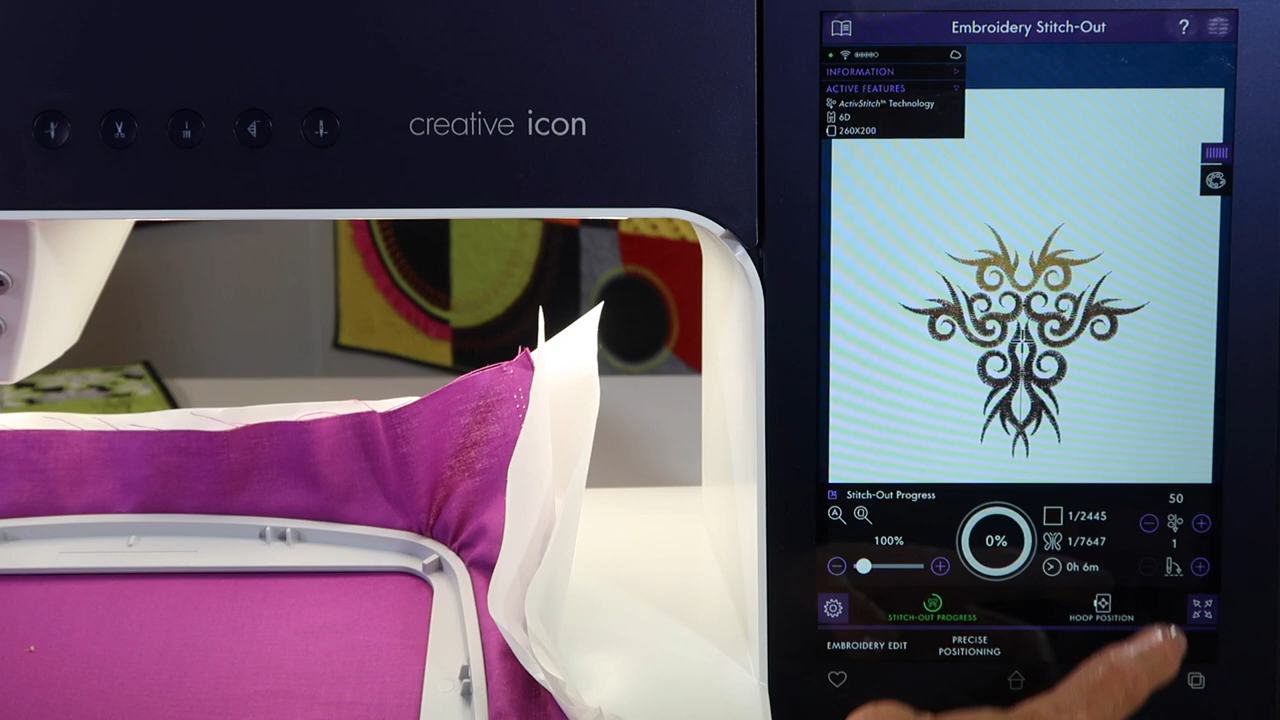 creative icon
Embroidery Stitch-Out
?
INFORMATION
ACTIVE FEATURES
ActivStitch™ Technology
6D
260X200
Stitch-Out Progress
A
100%
0%
1/2445
1/7647
0h 6m
50
1
STITCH-OUT PROGRESS
HOOP POSITION
EMBROIDERY EDIT
PRECISE
POSITIONING